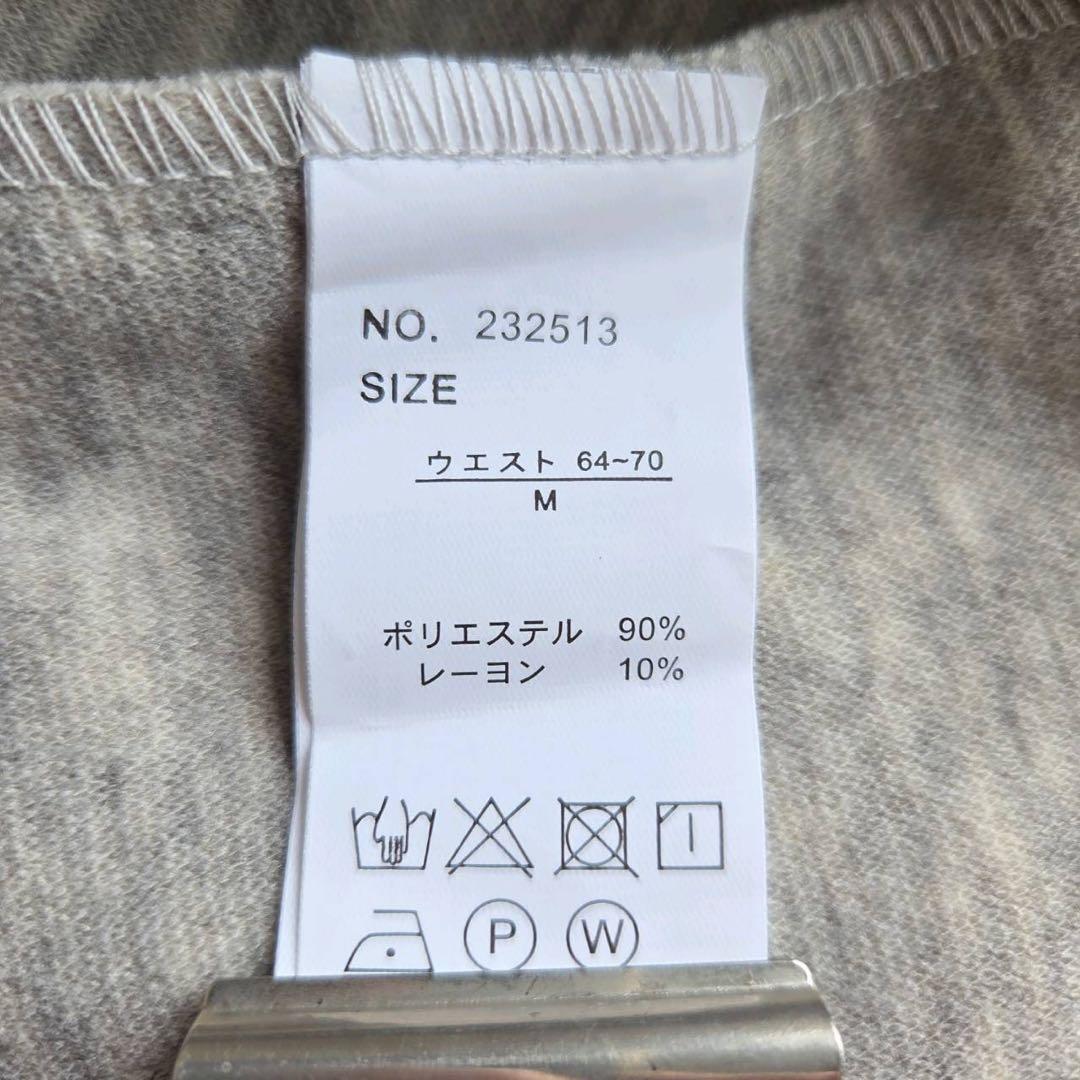 NO. 232513
SIZE
ウエスト 64~70
M
ポリエステル 90%
レーヨン 10%
P W